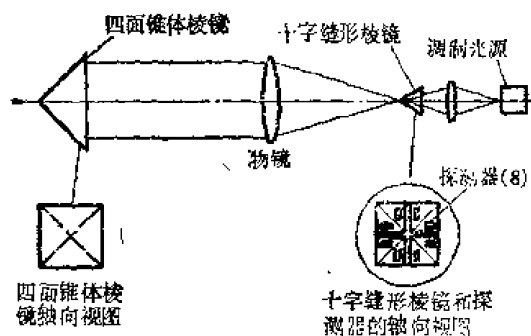 四面锥体棱镜
十字缝形棱镜
调制光源
物镜
探测器(8)
四面锥体棱
镜轴向视图
十字缝形棱镜和探
测器的轴向视图